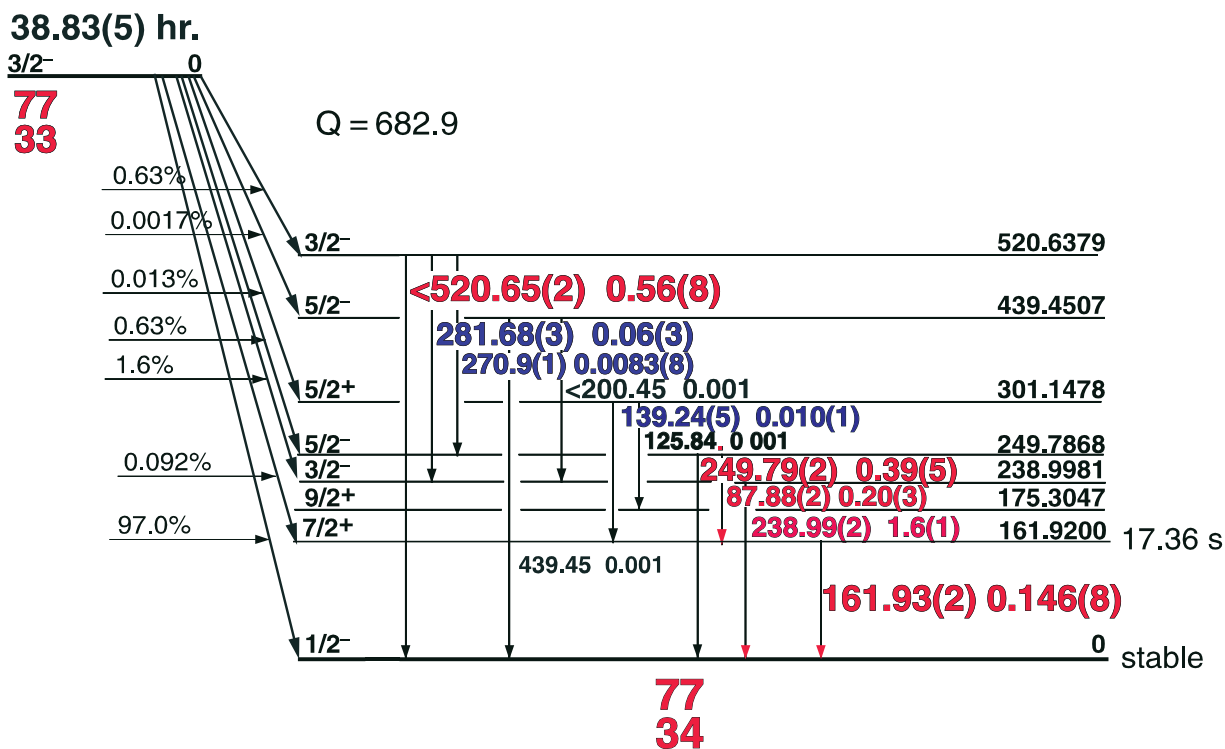 38.83(5) hr.
3/2– 0
77
33
Q = 682.9
0.63%
0.0017%
0.013%
0.63%
1.6%
0.092%
97.0%
3/2– 520.6379
<520.65(2) 0.56(8)
5/2– 439.4507
281.68(3) 0.06(3)
270.9(1) 0.0083(8)
5/2+ <200.45 0.001 301.1478
139.24(5) 0.010(1)
5/2– 125.84. 0 001 249.7868
3/2– 249.79(2) 0.39(5) 238.9981
9/2+ 87.88(2) 0.20(3) 175.3047
7/2+ 238.99(2) 1.6(1) 161.9200 17.36 s
439.45 0.001
161.93(2) 0.146(8)
1/2– 0 stable
77
34